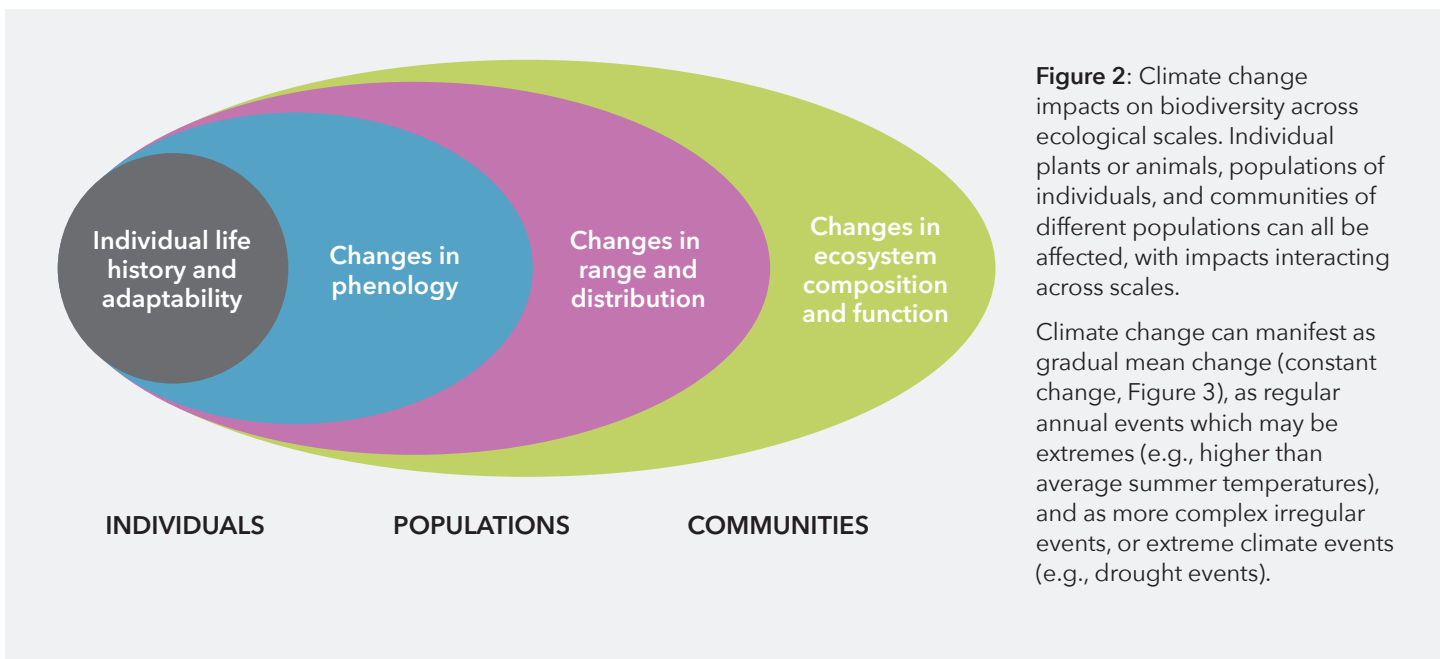 Individual life
history and
adaptability
Changes in
phenology
Changes in
range and
distribution
Changes in
ecosystem
composition
and function
INDIVIDUALS
POPULATIONS
COMMUNITIES
Figure 2: Climate change
impacts on biodiversity across
ecological scales. Individual
plants or animals, populations of
individuals, and communities of
different populations can all be
affected, with impacts interacting
across scales.
Climate change can manifest as
gradual mean change (constant
change, Figure 3), as regular
annual events which may be
extremes (e.g., higher than
average summer temperatures),
and as more complex irregular
events, or extreme climate events
(e.g., drought events).